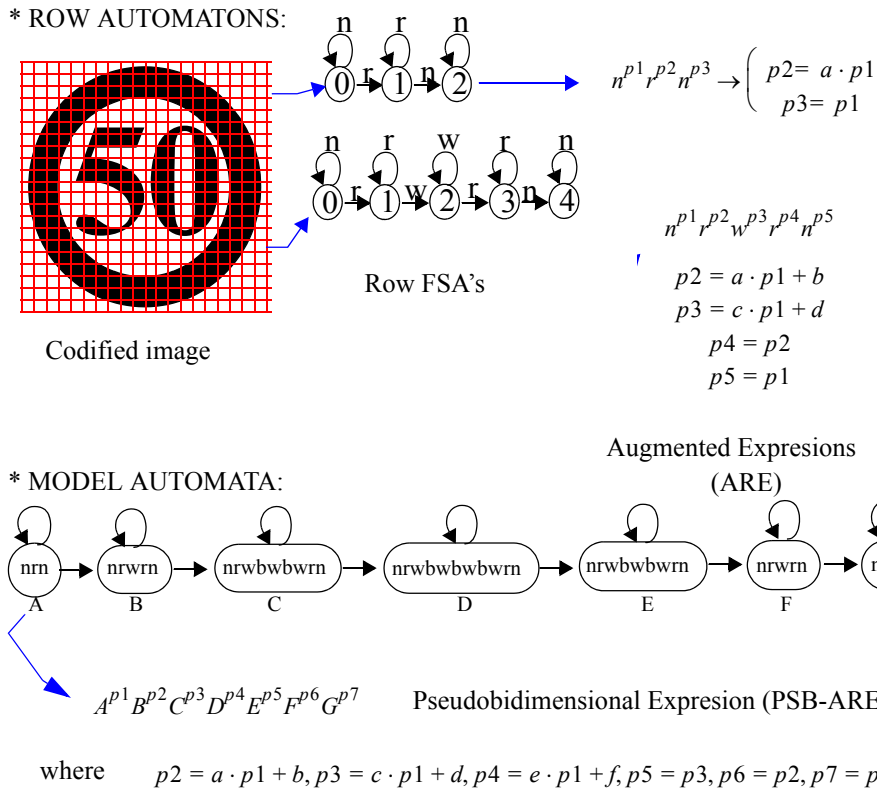 * ROW AUTOMATONS:
n r n
0 r 1 n 2
n^{p1} r^{p2} n^{p3} → ( p2= a · p1
p3= p1
50
n r w r n
0 r 1 w 2 r 3 n 4
n^{p1} r^{p2} w^{p3} r^{p4} n^{p5}
Row FSA's
p2 = a · p1 + b
p3 = c · p1 + d
p4 = p2
p5 = p1
Codified image
Augmented Expresions
(ARE)
* MODEL AUTOMATA:
nrn nrwrn nrwbwbwrn nrwbwbwbwrn nrwbwbwrn nrwrn n
A B C D E F
A^{p1} B^{p2} C^{p3} D^{p4} E^{p5} F^{p6} G^{p7}
Pseudobidimensional Expresion (PSB-ARE
where p2 = a · p1 + b, p3 = c · p1 + d, p4 = e · p1 + f, p5 = p3, p6 = p2, p7 = p